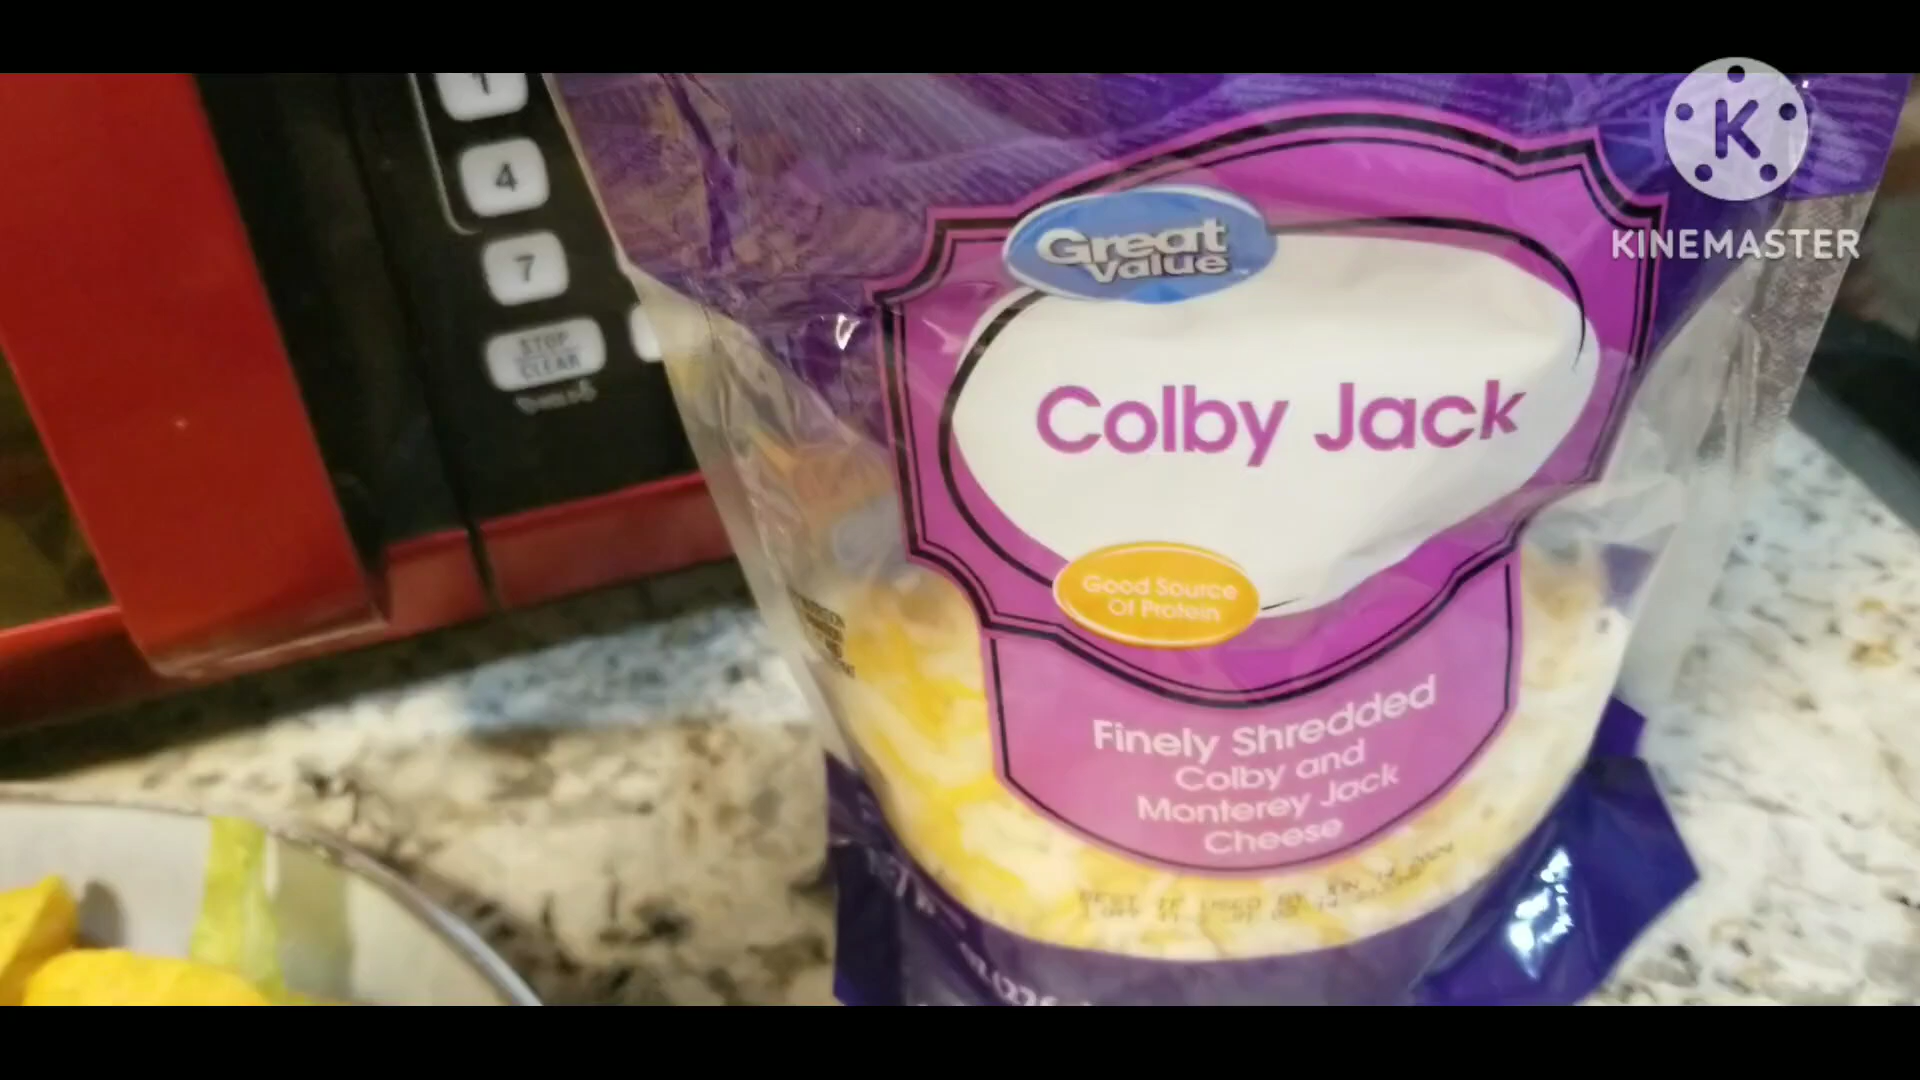 1
4
7
STOP
CLEAR
Great
Value
Colby Jack
Good Source
Of Protein
Finely Shredded
Colby and
Monterey Jack
Cheese
K
KINEMASTER